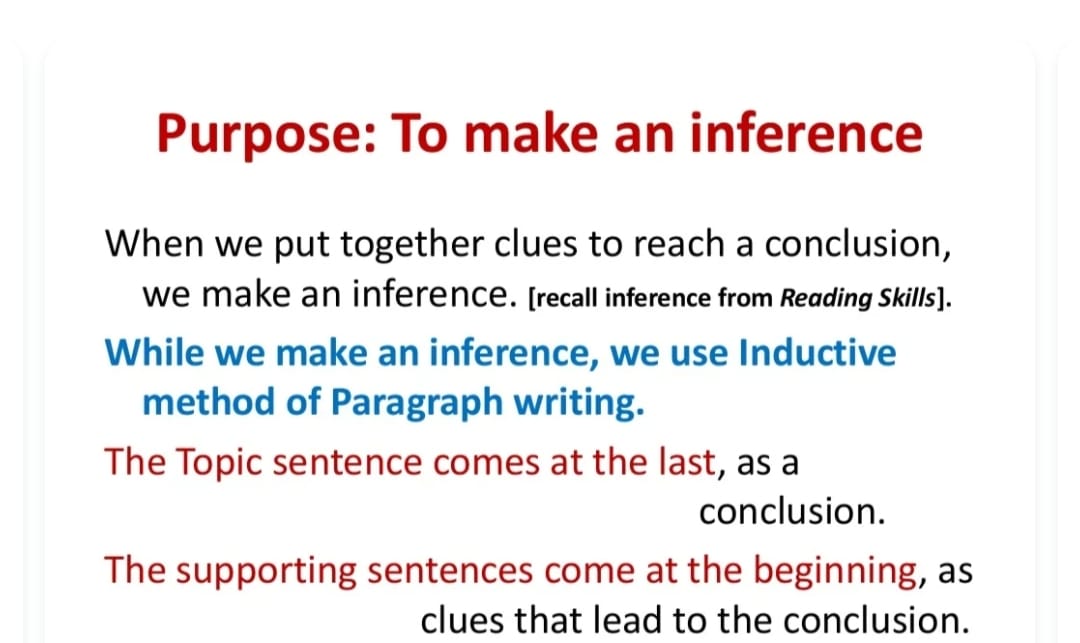 Purpose: To make an inference
When we put together clues to reach a conclusion,
we make an inference. [recall inference from Reading Skills].
While we make an inference, we use Inductive
method of Paragraph writing.
The Topic sentence comes at the last, as a
conclusion.
The supporting sentences come at the beginning, as
clues that lead to the conclusion.